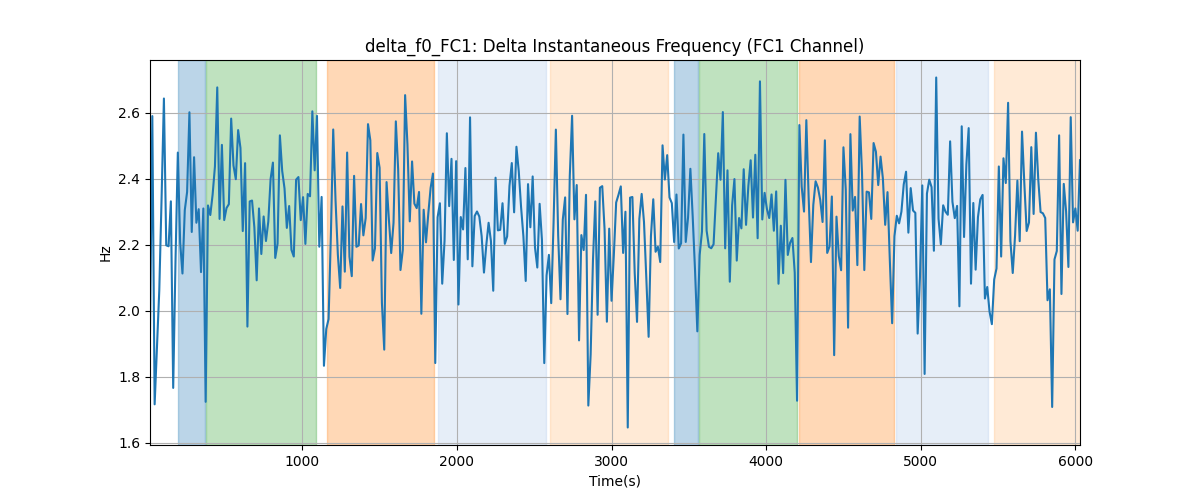 delta_f0_FC1: Delta Instantaneous Frequency (FC1 Channel)
2.6
2.4
2.2
2.0
1.8
1.6
Hz
1000 2000 3000 4000 5000 6000
Time(s)